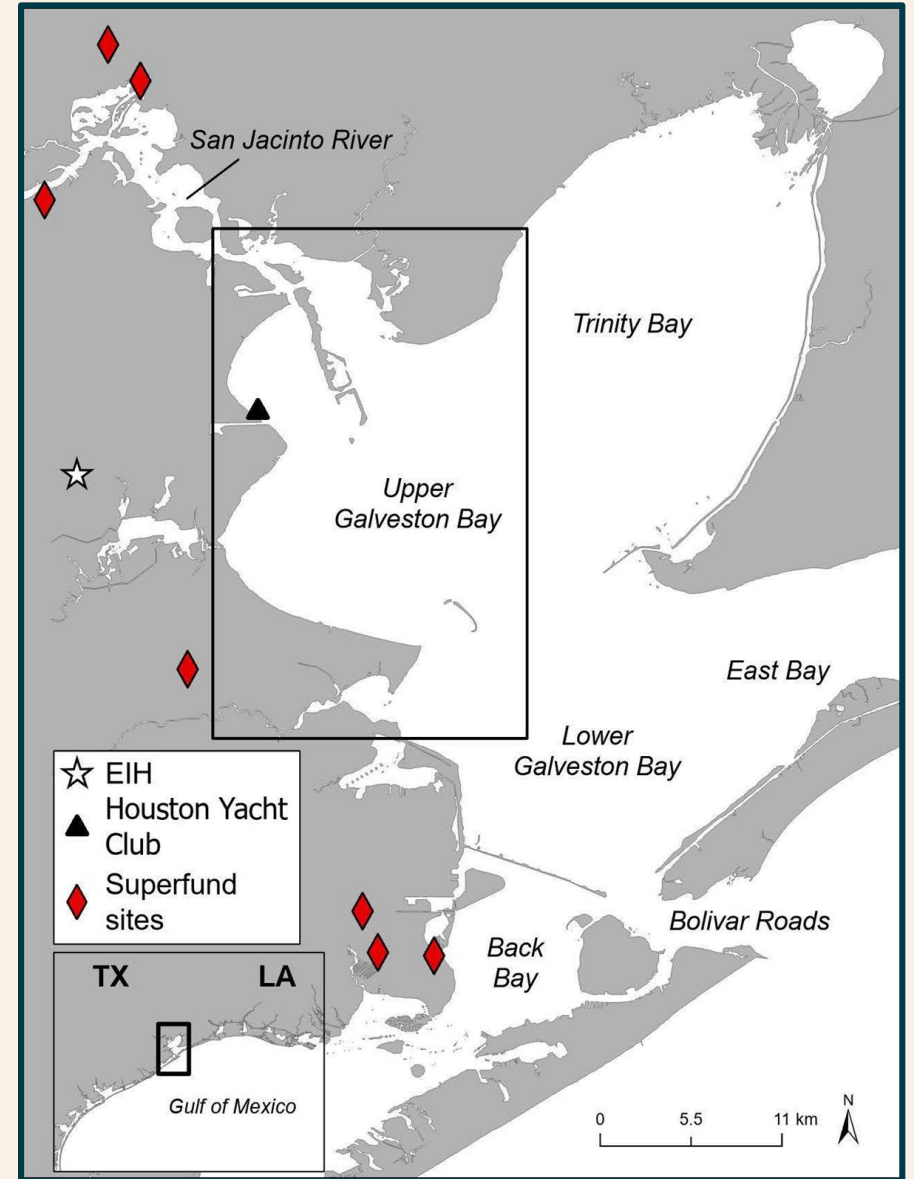 San Jacinto River
Trinity Bay
Upper
Galveston Bay
East Bay
Lower
Galveston Bay
EIH
Houston Yacht
Club
Superfund
sites
Bolivar Roads
Back
Bay
TX LA
Gulf of Mexico
N
0 5.5 11 km